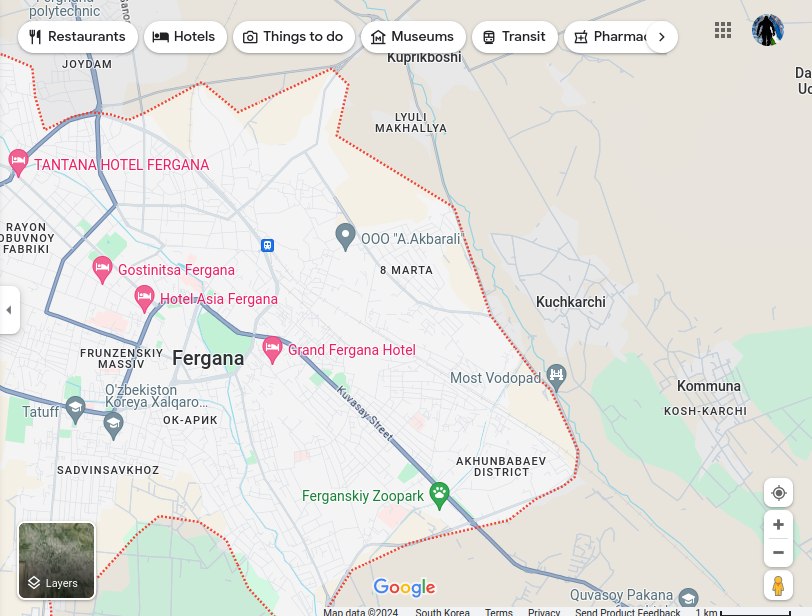 Fergana
polytechnic
Restaurants
Hotels
Things to do
Museums
Transit
Pharmac
Kuprikboshi
JOYDAM
Da
Uc
LYULI
MAKHALLYA
TANTANA HOTEL FERGANA
RAYON
OBUVNOY
FABRIKI
OOO "A.Akbarali"
8 MARTA
Gostinitsa Fergana
Hotel Asia Fergana
Kuchkarchi
FRUNZENSKIY
MASSIV
Fergana
Grand Fergana Hotel
Most Vodopad
Kommuna
KOSH-KARCHI
O'zbekiston
Koreya Xalqaro...
Tatuff
ОК-АРИК
Kuvasay Street
SADVINSAVKHOZ
AKHUNBABAEV
DISTRICT
Ferganskiy Zoopark
Layers
Google
Quvasoy Pakana
Map data ©2024
South Korea
Terms
Privacy
Send Product Feedback
1 km